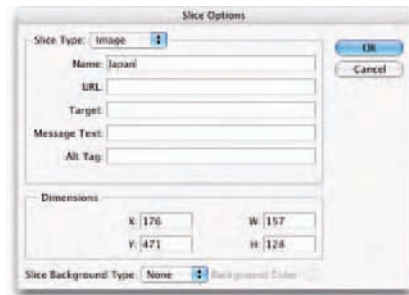 Slice Options
Slice Type: Image
OK
Cancel
Name: Japan
URL:
Target:
Message Text:
Alt Tag:
Dimensions
X: 176 W: 157
Y: 471 H: 128
Slice Background Type: None Background Color: